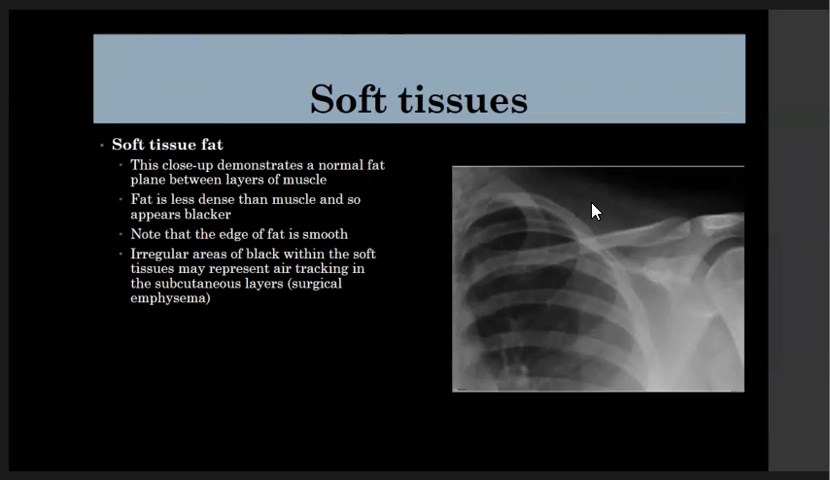 Soft tissues
• Soft tissue fat
• This close-up demonstrates a normal fat
plane between layers of muscle
• Fat is less dense than muscle and so
appears blacker
• Note that the edge of fat is smooth
• Irregular areas of black within the soft
tissues may represent air tracking in
the subcutaneous layers (surgical
emphysema)